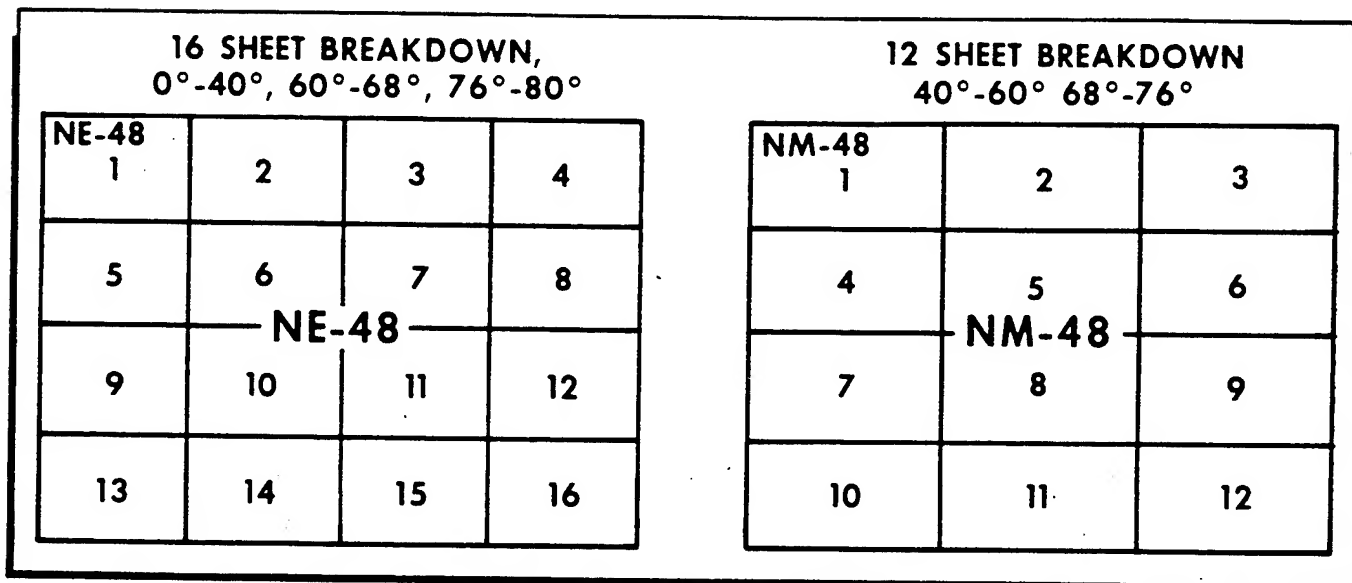 16 SHEET BREAKDOWN,
0°-40°, 60°-68°, 76°-80°
NE-48
1 2 3 4
5 6 7 8
NE-48
9 10 11 12
13 14 15 16
12 SHEET BREAKDOWN
40°-60° 68°-76°
NM-48
1 2 3
4 5 6
NM-48
7 8 9
10 11 12